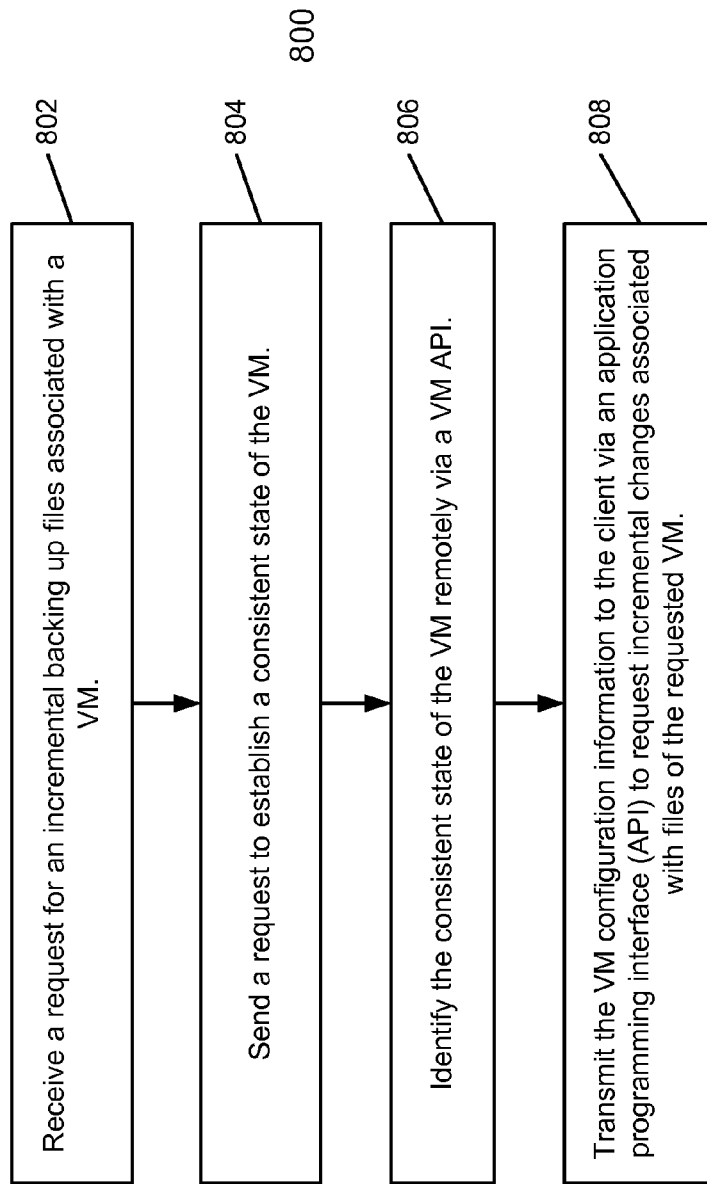 800
802
Receive a request for an incremental backing up files associated with a
VM.
804
Send a request to establish a consistent state of the VM.
806
Identify the consistent state of the VM remotely via a VM API.
808
Transmit the VM configuration information to the client via an application
programming interface (API) to request incremental changes associated
with files of the requested VM.